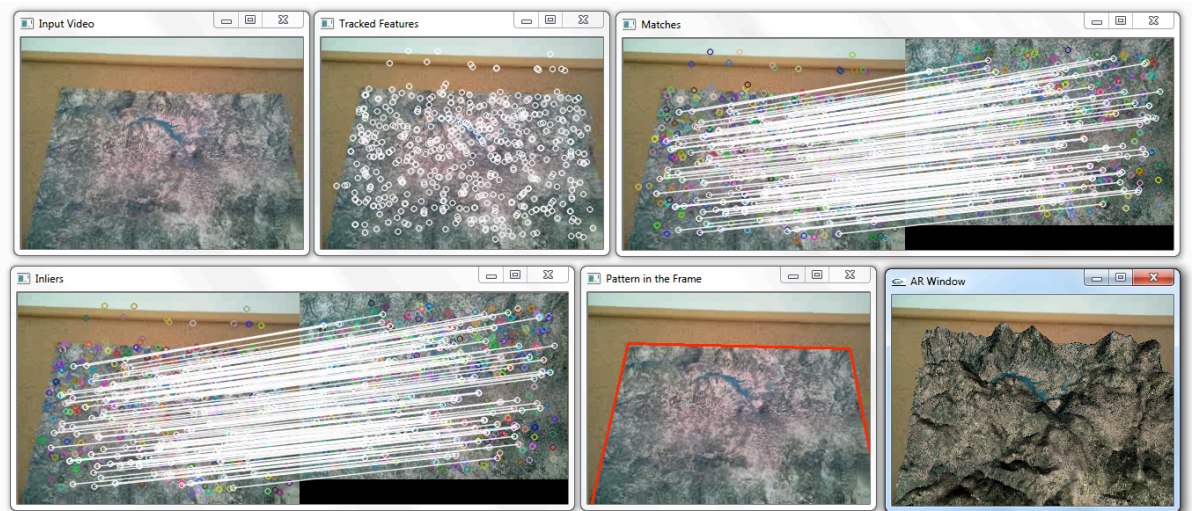 Input Video
Tracked Features
Matches
Inliers
Pattern in the Frame
AR Window